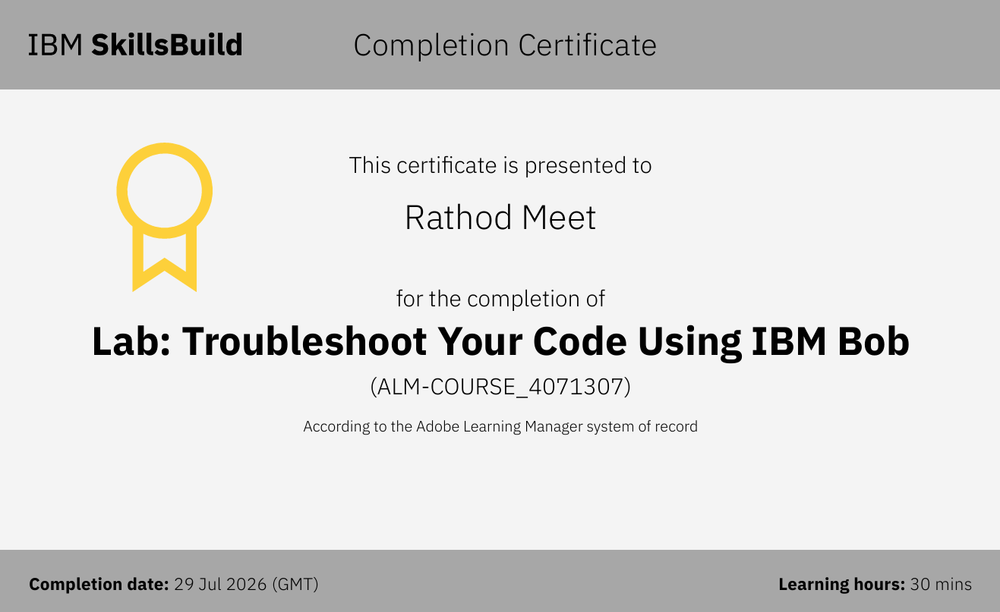 IBM SkillsBuild
Completion Certificate
This certificate is presented to
Rathod Meet
for the completion of
Lab: Troubleshoot Your Code Using IBM Bob
(ALM-COURSE_4071307)
According to the Adobe Learning Manager system of record
Completion date: 29 Jul 2026 (GMT)
Learning hours: 30 mins